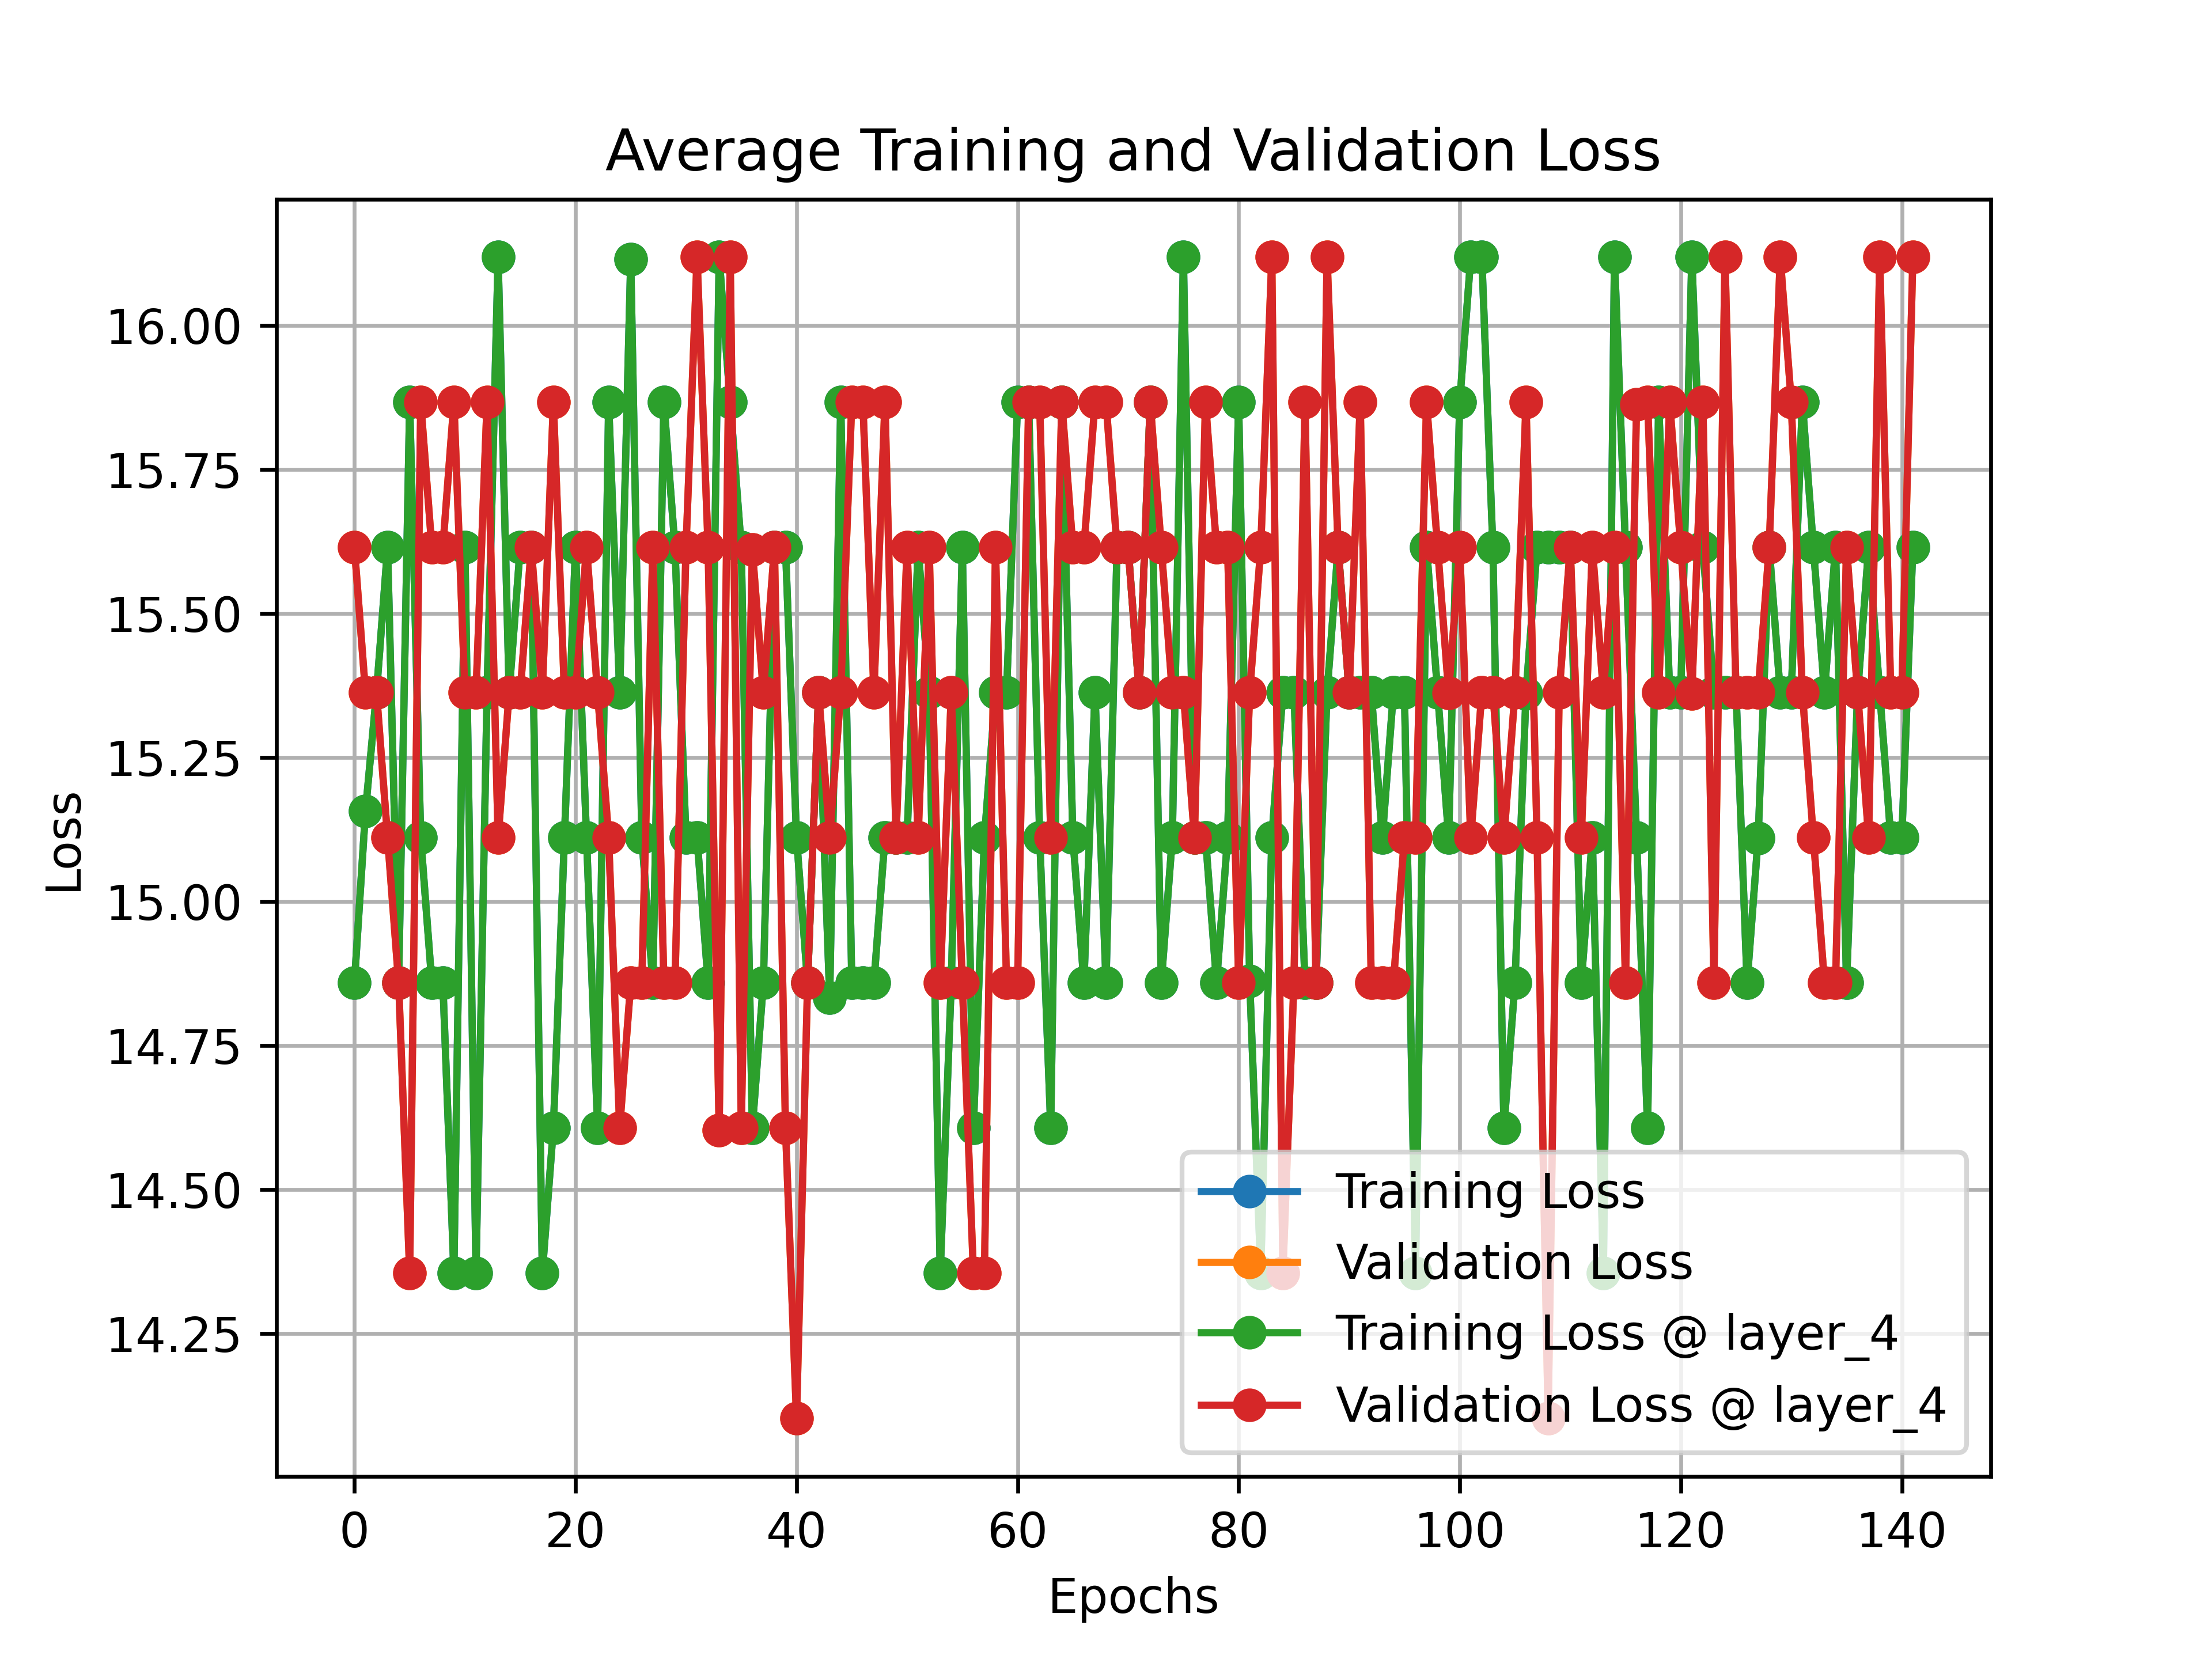 Average Training and Validation Loss
Loss
16.00
15.75
15.50
15.25
15.00
14.75
14.50
14.25
Training Loss
Validation Loss
Training Loss @ layer_4
Validation Loss @ layer_4
0 20 40 60 80 100 120 140
Epochs